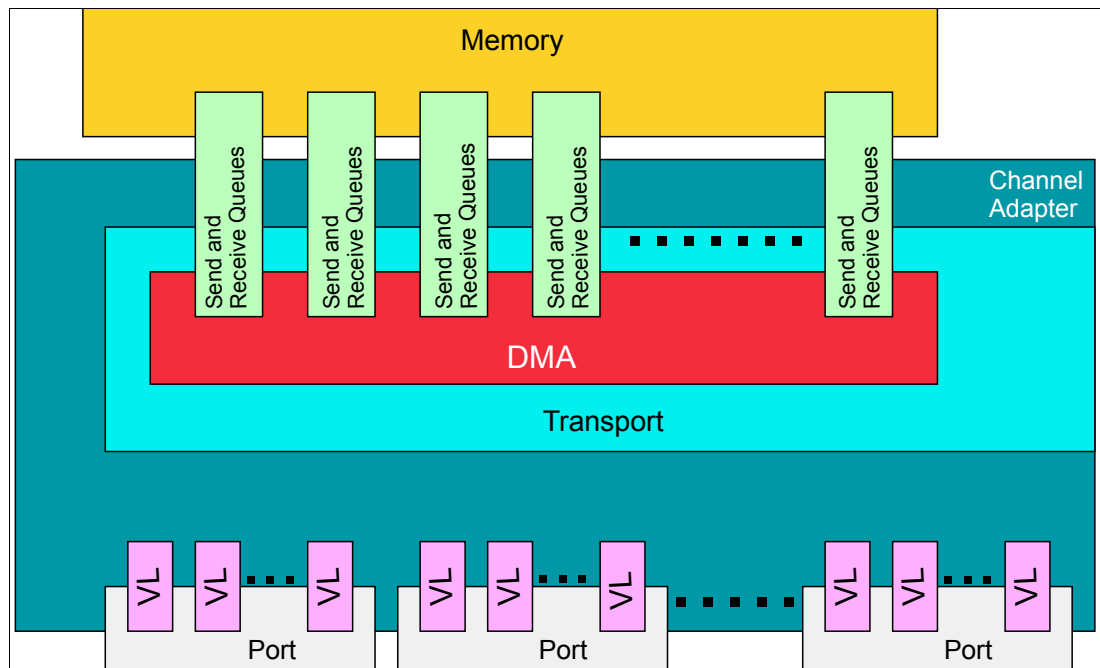 Memory
Channel
Adapter
Send and
Receive Queues
Send and
Receive Queues
Send and
Receive Queues
Send and
Receive Queues
Send and
Receive Queues
DMA
Transport
VL
VL
VL
VL
VL
VL
VL
VL
VL
Port
Port
Port